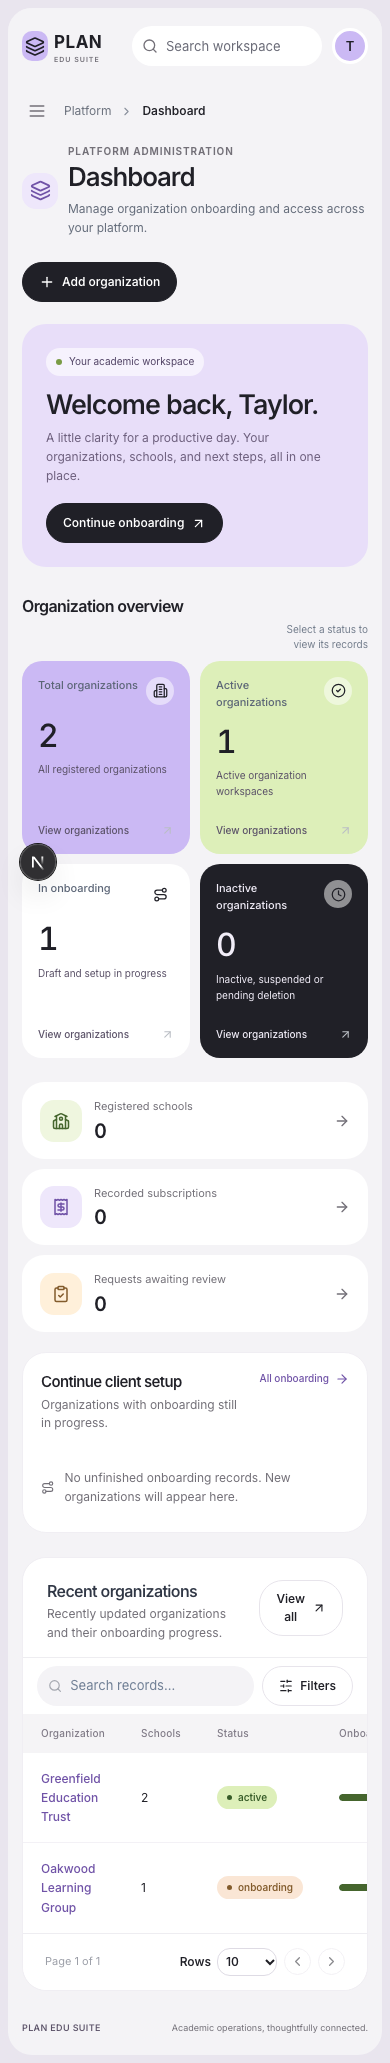 PLAN
EDU SUITE
Search workspace
T
Platform > Dashboard
PLATFORM ADMINISTRATION
Dashboard
Manage organization onboarding and access across
your platform.
+ Add organization
Your academic workspace
Welcome back, Taylor.
A little clarity for a productive day. Your
organizations, schools, and next steps, all in one
place.
Continue onboarding
Organization overview
Select a status to
view its records
Total organizations
2
All registered organizations
View organizations
Active
organizations
1
Active organization
workspaces
View organizations
N
In onboarding
1
Draft and setup in progress
View organizations
Inactive
organizations
0
Inactive, suspended or
pending deletion
View organizations
Registered schools
0
Recorded subscriptions
0
Requests awaiting review
0
Continue client setup
All onboarding
Organizations with onboarding still
in progress.
No unfinished onboarding records. New
organizations will appear here.
Recent organizations
Recently updated organizations
and their onboarding progress.
View
all
Search records...
Filters
Organization Schools Status Onboa
Greenfield
Education
Trust
2
active
Oakwood
Learning
Group
1
onboarding
Page 1 of 1
Rows 10
PLAN EDU SUITE
Academic operations, thoughtfully connected.